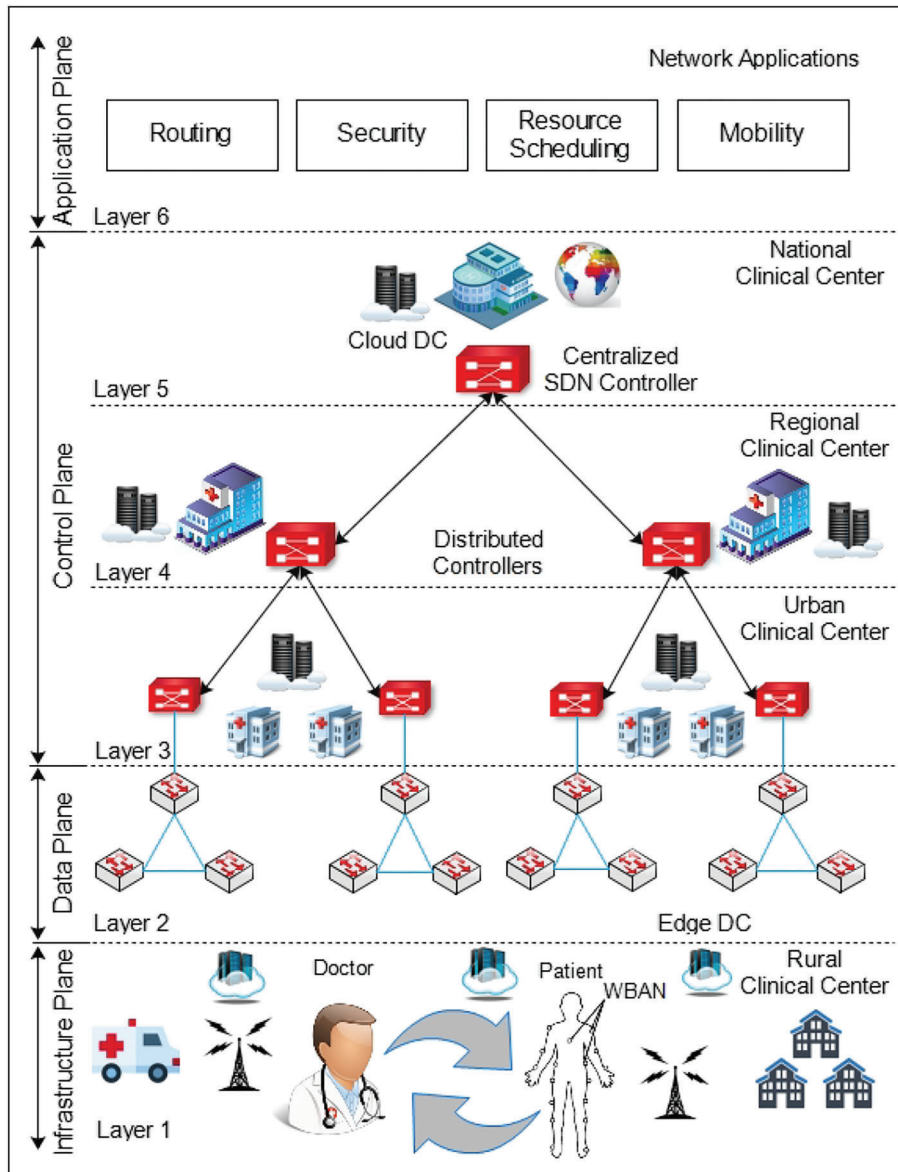 Application Plane
Network Applications
Routing
Security
Resource
Scheduling
Mobility
Layer 6
Control Plane
National
Clinical Center
Cloud DC
Centralized
SDN Controller
Layer 5
Regional
Clinical Center
Distributed
Controllers
Layer 4
Urban
Clinical Center
Layer 3
Data Plane
Layer 2
Edge DC
Infrastructure Plane
Doctor
Patient
WBAN
Rural
Clinical Center
Layer 1